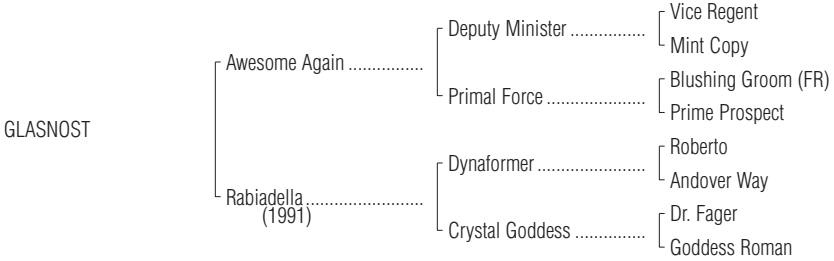 Vice Regent
Deputy Minister ................
Mint Copy
Awesome Again ................
Blushing Groom (FR)
Primal Force .....................
Prime Prospect
GLASNOST
Roberto
Dynaformer .......................
Andover Way
Rabiadella .........................
(1991)
Dr. Fager
Crystal Goddess ...............
Goddess Roman